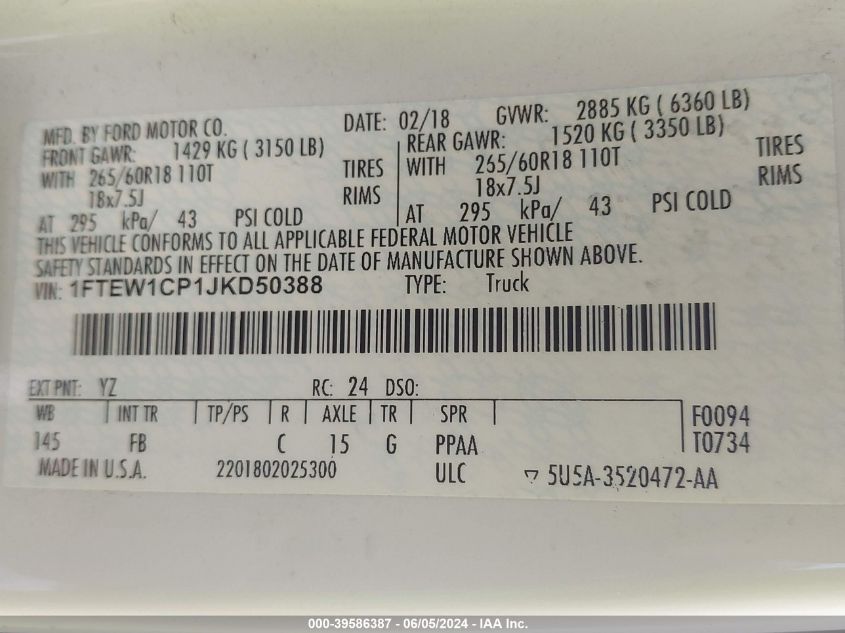 MFD. BY FORD MOTOR CO. DATE: 02/18 GVWR: 2885 KG ( 6360 LB)
FRONT GAWR: 1429 KG ( 3150 LB) REAR GAWR: 1520 KG ( 3350 LB)
WITH 265/60R18 110T TIRES WITH 265/60R18 110T TIRES
18x7.5J RIMS 18x7.5J RIMS
AT 295 kPa/ 43 PSI COLD AT 295 kPa/ 43 PSI COLD
THIS VEHICLE CONFORMS TO ALL APPLICABLE FEDERAL MOTOR VEHICLE
SAFETY STANDARDS IN EFFECT ON THE DATE OF MANUFACTURE SHOWN ABOVE.
VIN: 1FTEW1CP1JKD50388 TYPE: Truck
EXT PNT: YZ RC: 24 DSO:
WB INT TR TP/PS R AXLE TR SPR F0094
145 FB C 15 G PPAA T0734
MADE IN U.S.A. 2201802025300 ULC 5U5A-3520472-AA
000-39586387 - 06/05/2024 - IAA Inc.